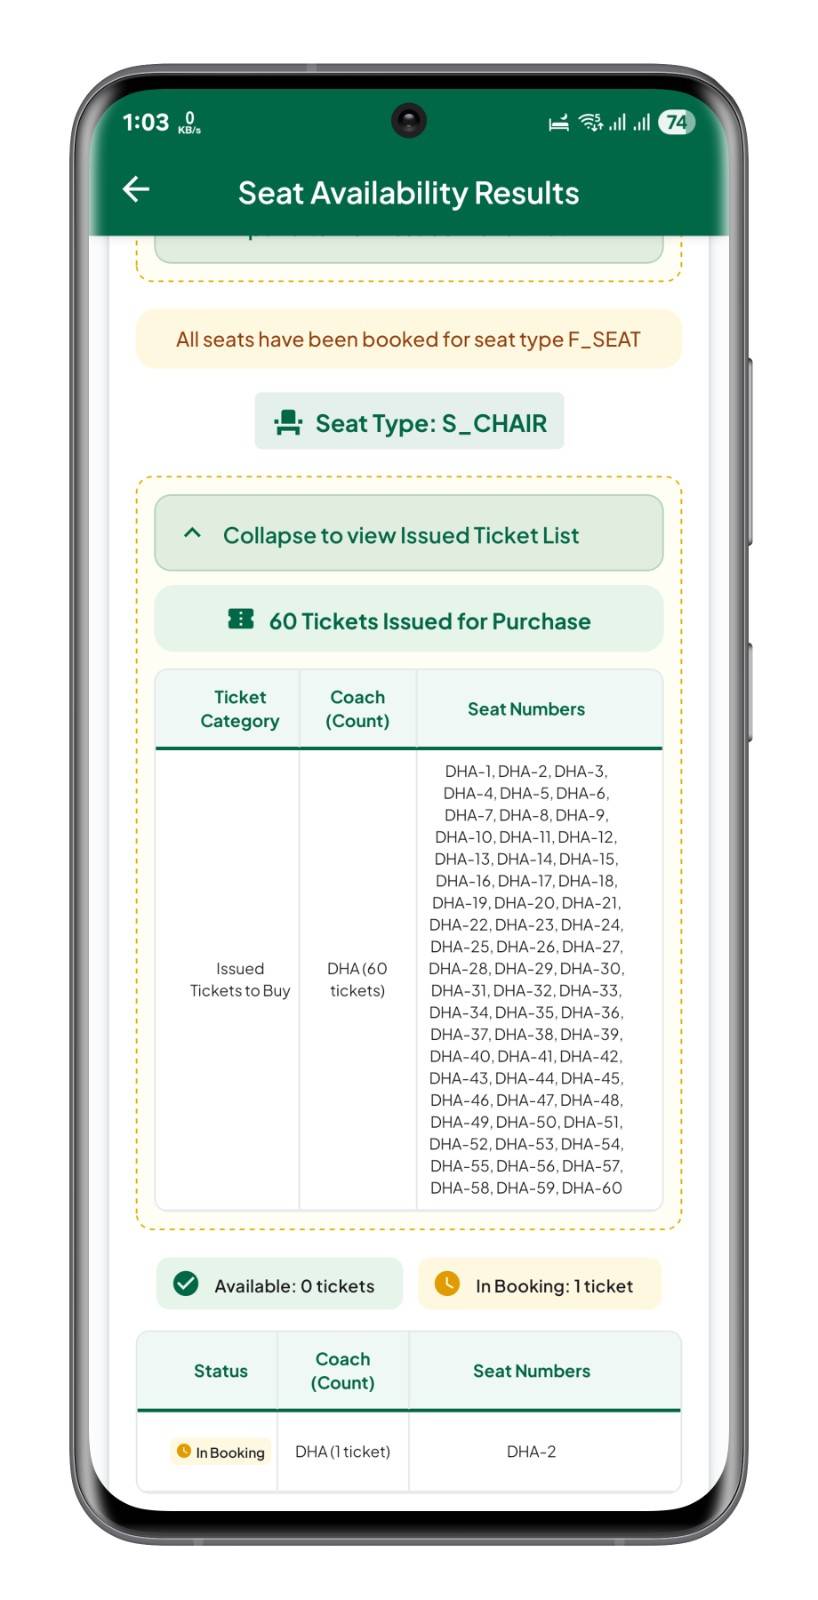 1:03 0 KB/s 5 74
Seat Availability Results
All seats have been booked for seat type F_SEAT
Seat Type: S_CHAIR
Collapse to view Issued Ticket List
60 Tickets Issued for Purchase
Ticket Category
Coach (Count)
Seat Numbers
Issued Tickets to Buy
DHA (60 tickets)
DHA-1, DHA-2, DHA-3,
DHA-4, DHA-5, DHA-6,
DHA-7, DHA-8, DHA-9,
DHA-10, DHA-11, DHA-12,
DHA-13, DHA-14, DHA-15,
DHA-16, DHA-17, DHA-18,
DHA-19, DHA-20, DHA-21,
DHA-22, DHA-23, DHA-24,
DHA-25, DHA-26, DHA-27,
DHA-28, DHA-29, DHA-30,
DHA-31, DHA-32, DHA-33,
DHA-34, DHA-35, DHA-36,
DHA-37, DHA-38, DHA-39,
DHA-40, DHA-41, DHA-42,
DHA-43, DHA-44, DHA-45,
DHA-46, DHA-47, DHA-48,
DHA-49, DHA-50, DHA-51,
DHA-52, DHA-53, DHA-54,
DHA-55, DHA-56, DHA-57,
DHA-58, DHA-59, DHA-60
Available: 0 tickets
In Booking: 1 ticket
Status
Coach (Count)
Seat Numbers
In Booking
DHA (1 ticket)
DHA-2